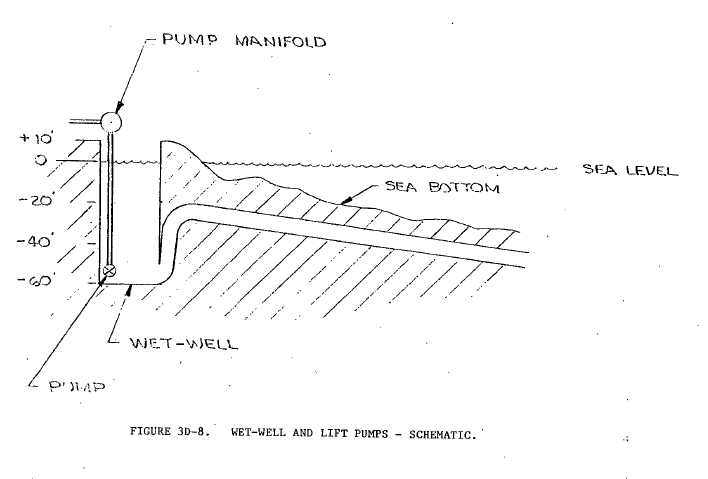 PUMP MANIFOLD
+10'
0
SEA LEVEL
SEA BOTTOM
-20'
-40'
-60'
WET-WELL
PUMP
FIGURE 3D-8. WET-WELL AND LIFT PUMPS - SCHEMATIC.